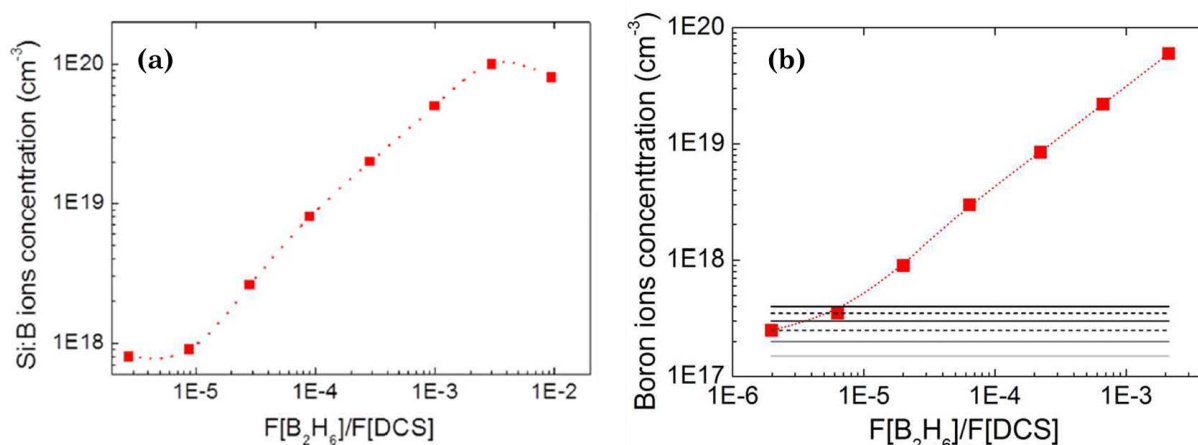 (a)
Si:B ions concentration (cm⁻³)
1E20
1E19
1E18
1E-5 1E-4 1E-3 1E-2
F[B₂H₆]/F[DCS]
(b)
Boron ions concenttration (cm⁻³)
1E20
1E19
1E18
1E17
1E-6 1E-5 1E-4 1E-3
F[B₂H₆]/F[DCS]